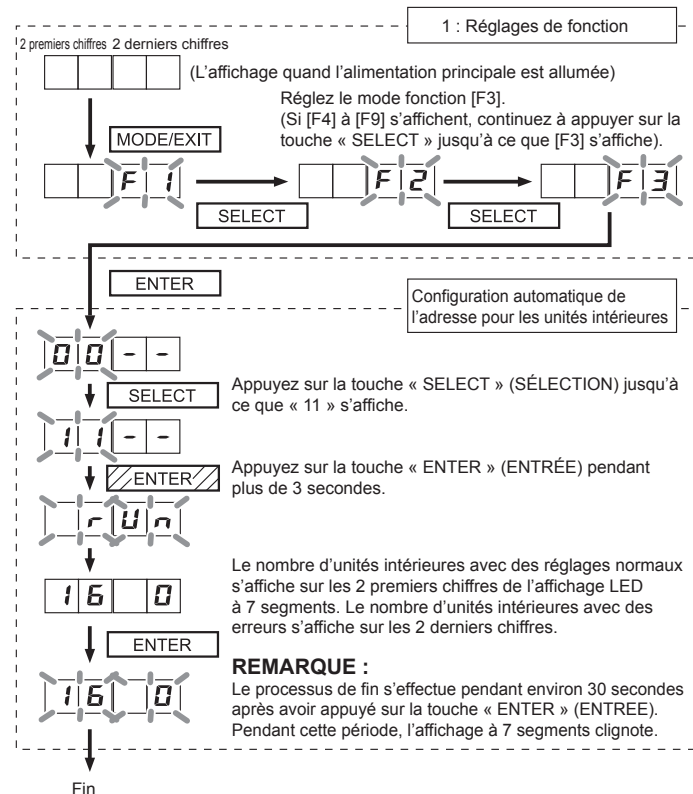 1 : Réglages de fonction
2 premiers chiffres 2 derniers chiffres
(L'affichage quand l'alimentation principale est allumée)
Réglez le mode fonction [F3].
(Si [F4] à [F9] s'affichent, continuez à appuyer sur la
touche « SELECT » jusqu'à ce que [F3] s'affiche).
MODE/EXIT
F 1
F 2
F 3
SELECT
SELECT
ENTER
Configuration automatique de
l'adresse pour les unités intérieures
0 0 - -
SELECT
Appuyez sur la touche « SELECT » (SÉLECTION) jusqu'à
ce que « 11 » s'affiche.
1 1 - -
ENTER
Appuyez sur la touche « ENTER » (ENTRÉE) pendant
plus de 3 secondes.
r U n
Le nombre d'unités intérieures avec des réglages normaux
s'affiche sur les 2 premiers chiffres de l'affichage LED
à 7 segments. Le nombre d'unités intérieures avec des
erreurs s'affiche sur les 2 derniers chiffres.
1 6 0
ENTER
REMARQUE :
Le processus de fin s'effectue pendant environ 30 secondes
après avoir appuyé sur la touche « ENTER » (ENTREE).
Pendant cette période, l'affichage à 7 segments clignote.
1 6 0
Fin